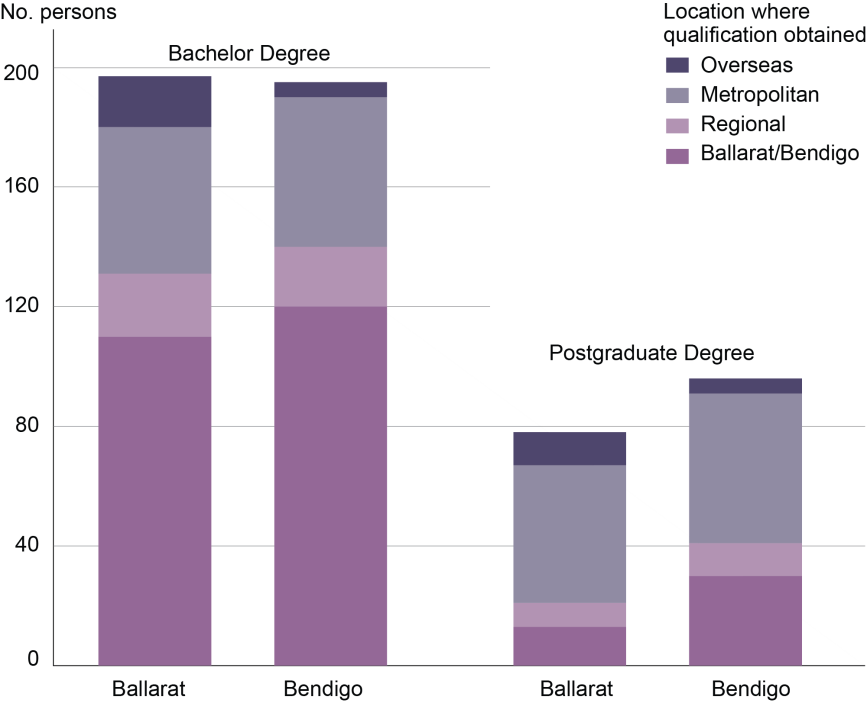 No. persons
Location where
qualification obtained
Overseas
Metropolitan
Regional
Ballarat/Bendigo
Bachelor Degree
Postgraduate Degree
200
160
120
80
40
0
Ballarat
Bendigo
Ballarat
Bendigo